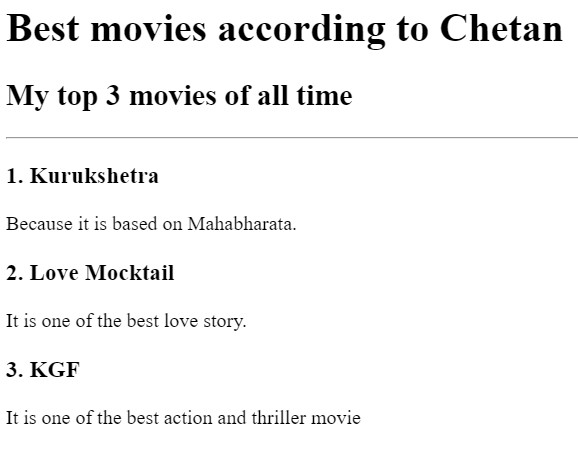 Best movies according to Chetan
My top 3 movies of all time
1. Kurukshetra
Because it is based on Mahabharata.
2. Love Mocktail
It is one of the best love story.
3. KGF
It is one of the best action and thriller movie